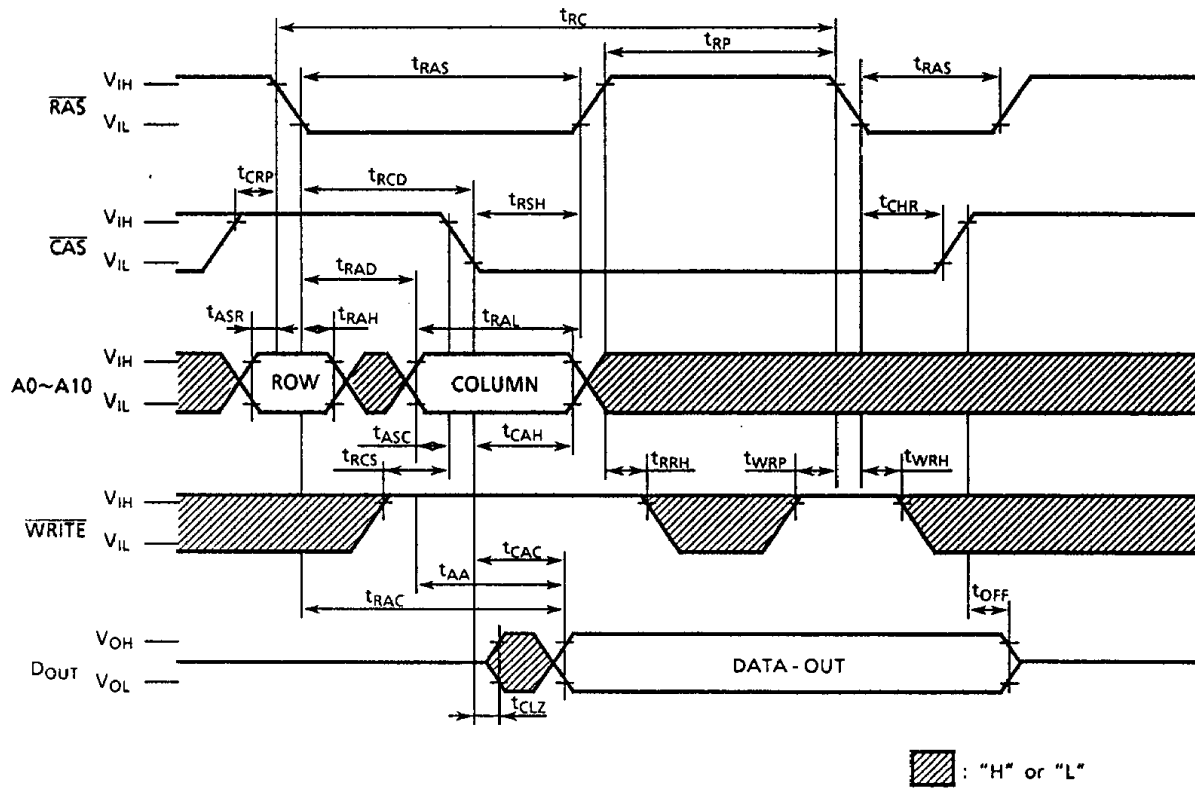 tRC
tRP
tRAS
tRAS
VIH
RAS
VIL
tCRP
tRCD
tRSH
tCHR
VIH
CAS
VIL
tRAD
tASR
tRAH
tRAL
VIH
A0~A10
ROW
COLUMN
VIL
tASC
tCAH
tRCS
tRRH
tWRP
tWRH
VIH
WRITE
VIL
tCAC
tAA
tRAC
tOFF
VOH
DOUT
DATA - OUT
VOL
tCLZ
: "H" or "L"